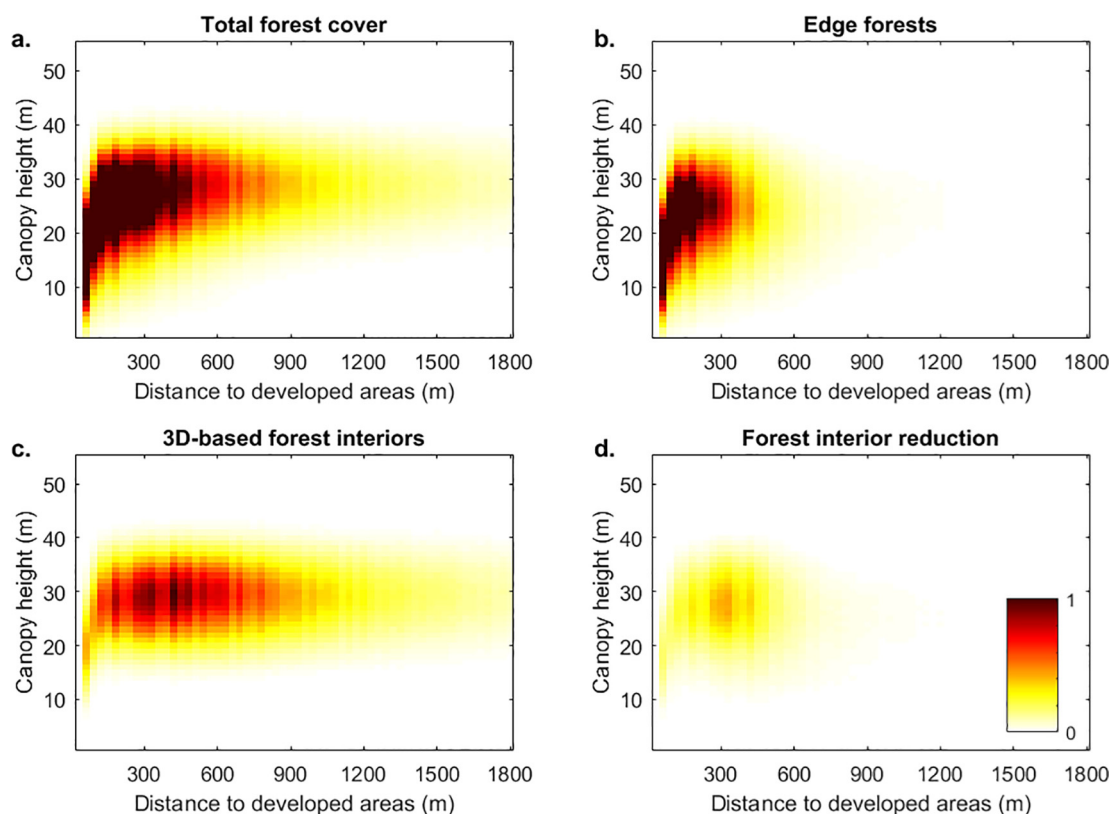 a.
Total forest cover
50
40
30
20
10
Canopy height (m)
300 600 900 1200 1500 1800
Distance to developed areas (m)
b.
Edge forests
50
40
30
20
10
Canopy height (m)
300 600 900 1200 1500 1800
Distance to developed areas (m)
c.
3D-based forest interiors
50
40
30
20
10
Canopy height (m)
300 600 900 1200 1500 1800
Distance to developed areas (m)
d.
Forest interior reduction
50
40
30
20
10
Canopy height (m)
1
0
300 600 900 1200 1500 1800
Distance to developed areas (m)